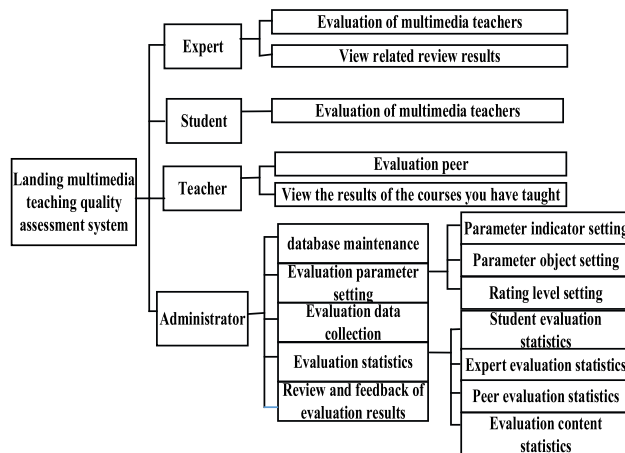 Expert
Evaluation of multimedia teachers
View related review results
Student
Evaluation of multimedia teachers
Landing multimedia
teaching quality
assessment system
Teacher
Evaluation peer
View the results of the courses you have taught
Administrator
database maintenance
Evaluation parameter
setting
Evaluation data
collection
Evaluation statistics
Review and feedback of
evaluation results
Parameter indicator setting
Parameter object setting
Rating level setting
Student evaluation
statistics
Expert evaluation statistics
Peer evaluation statistics
Evaluation content
statistics